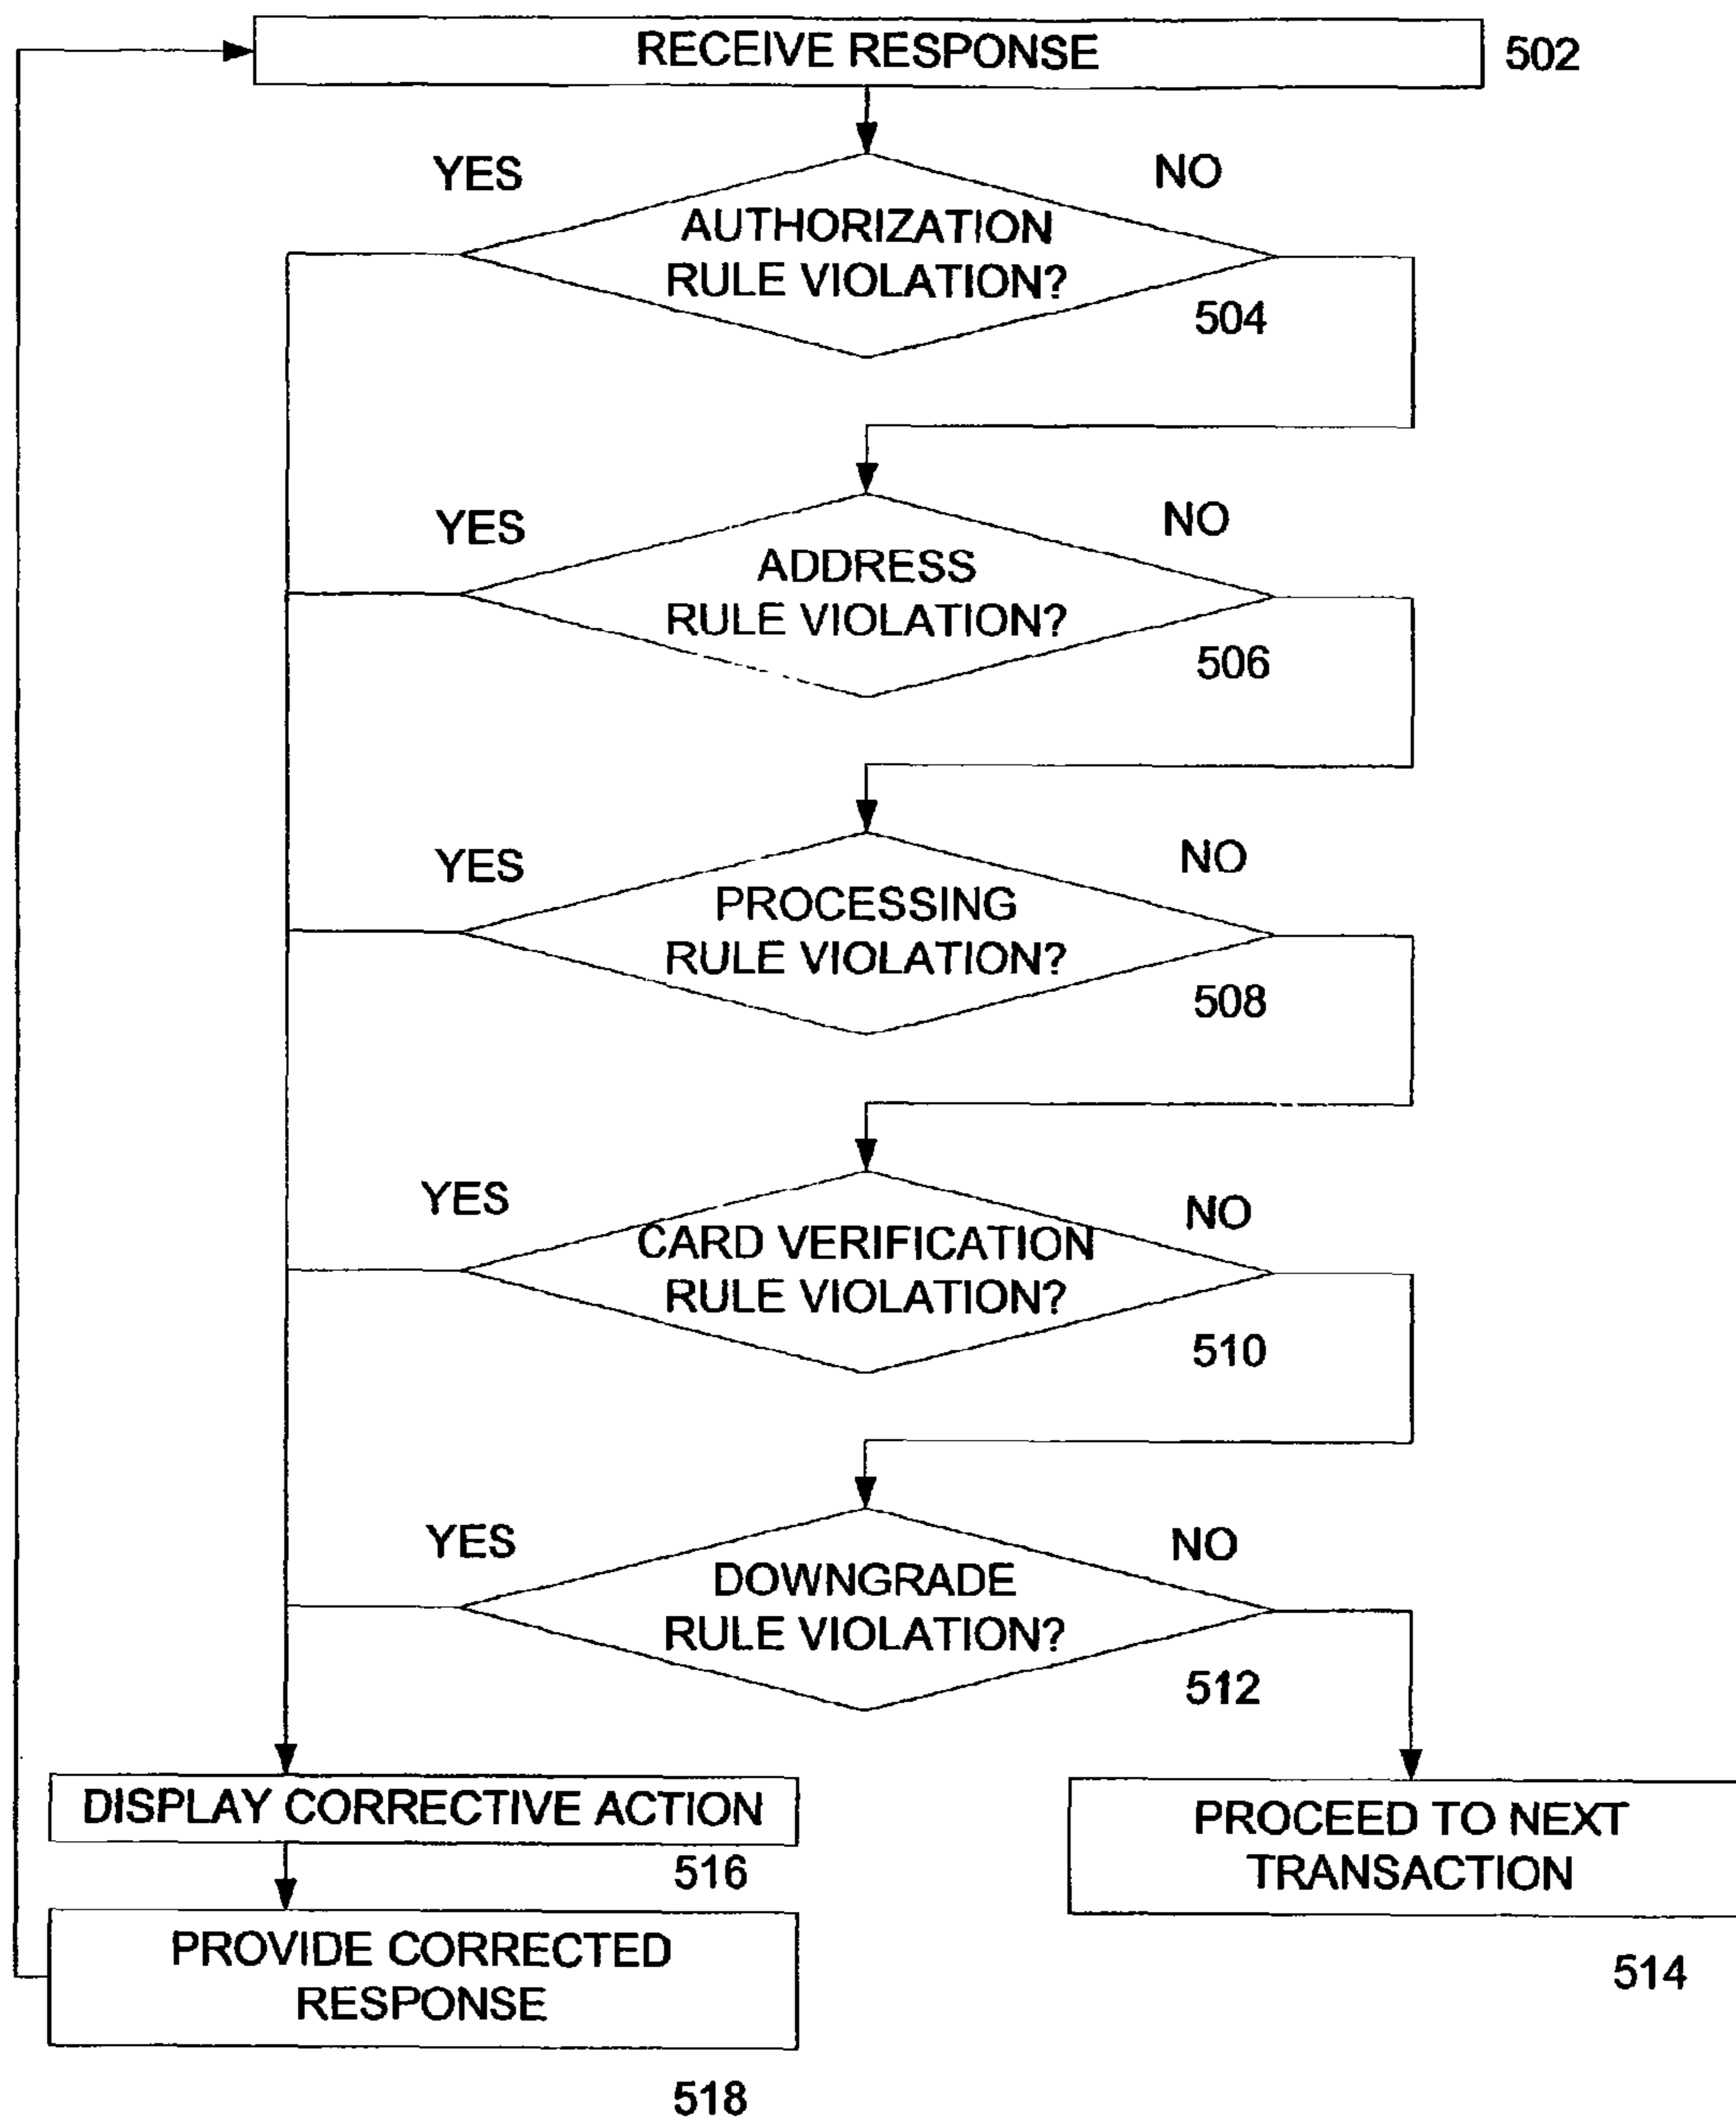 RECEIVE RESPONSE
502
YES
NO
AUTHORIZATION
RULE VIOLATION?
504
YES
NO
ADDRESS
RULE VIOLATION?
506
YES
NO
PROCESSING
RULE VIOLATION?
508
YES
NO
CARD VERIFICATION
RULE VIOLATION?
510
YES
NO
DOWNGRADE
RULE VIOLATION?
512
DISPLAY CORRECTIVE ACTION
516
PROCEED TO NEXT
TRANSACTION
514
PROVIDE CORRECTED
RESPONSE
518